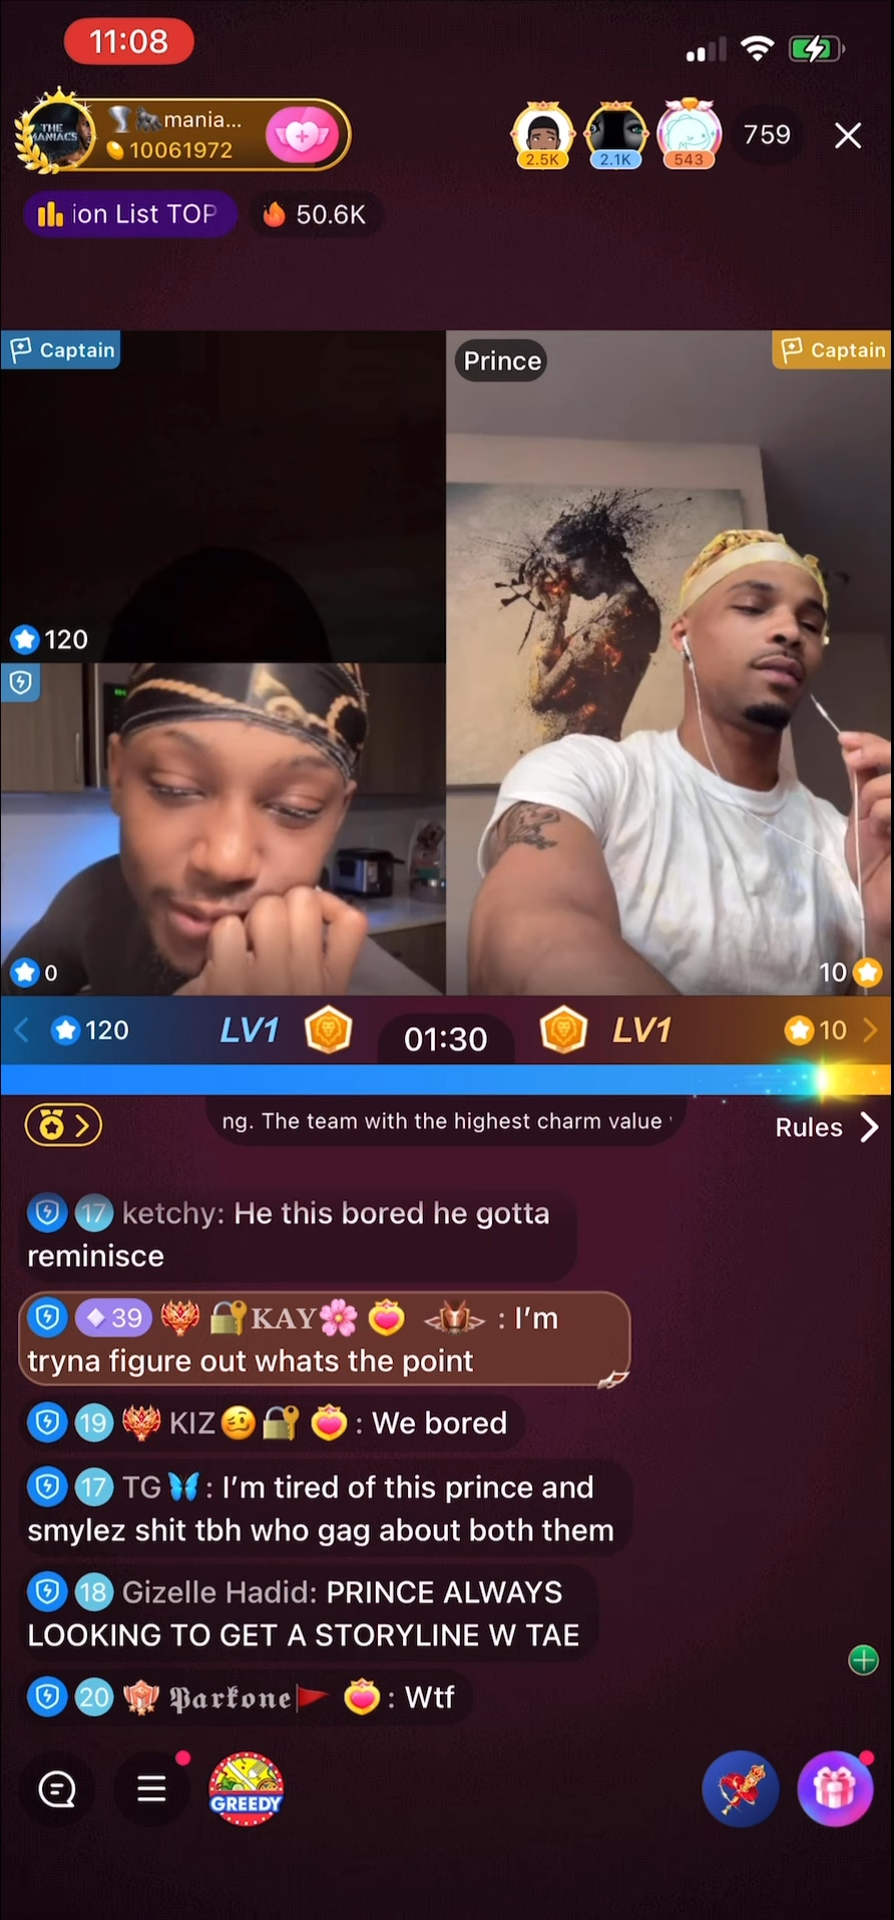 11:08
THE
MANIACS
mania...
10061972
2.5K
2.1K
543
759
ion List TOP
50.6K
Captain
Prince
Captain
120
0
10
120
LV1
01:30
LV1
10
ng. The team with the highest charm value
Rules
17 ketchy: He this bored he gotta
reminisce
39 KAY🌸 : I'm
tryna figure out whats the point
19 KIZ🥴🔐 : We bored
17 TG🦋: I'm tired of this prince and
smylez shit tbh who gag about both them
18 Gizelle Hadid: PRINCE ALWAYS
LOOKING TO GET A STORYLINE W TAE
20 𝕻𝖆𝖗𝖐𝖔𝖓𝖊🚩 : Wtf
GREEDY